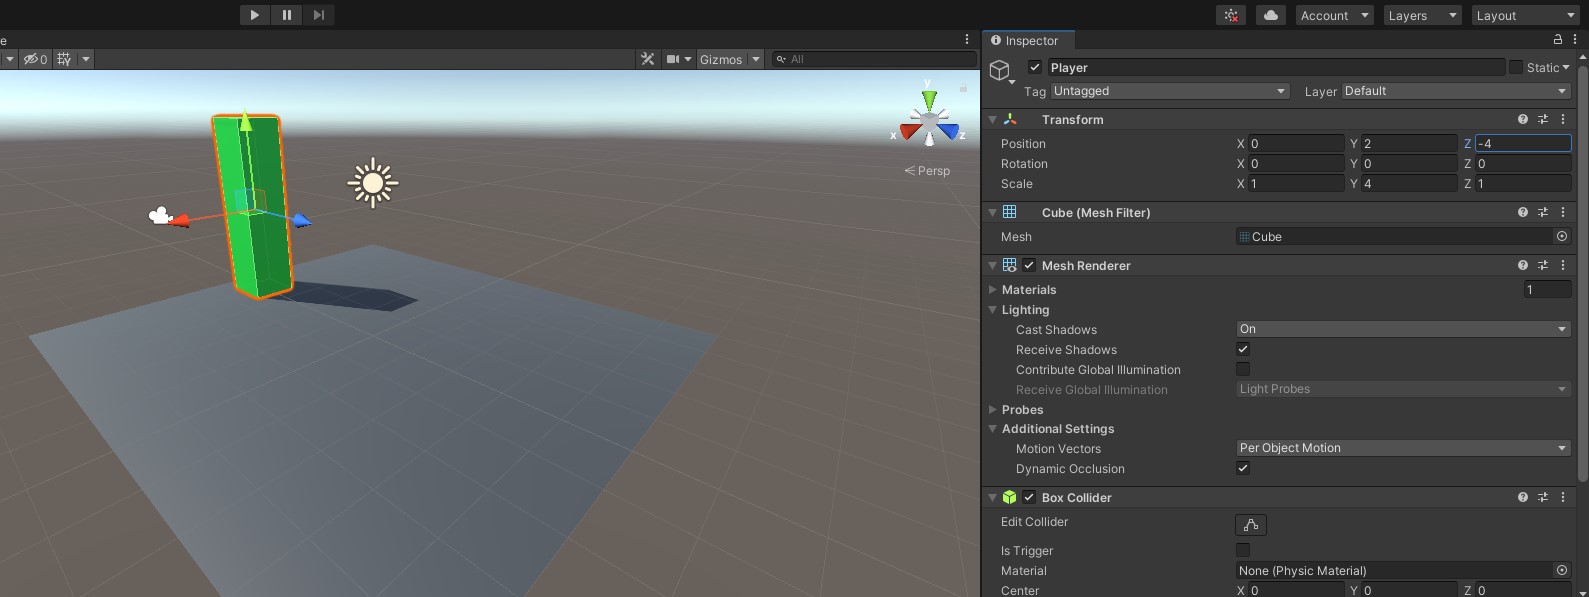 Account Layers Layout
e
Inspector
0 Gizmos All
Player Static
Tag Untagged Layer Default
y
x z
Persp
Transform
Position X 0 Y 2 Z -4
Rotation X 0 Y 0 Z 0
Scale X 1 Y 4 Z 1
Cube (Mesh Filter)
Mesh Cube
Mesh Renderer
Materials 1
Lighting
Cast Shadows On
Receive Shadows
Contribute Global Illumination
Receive Global Illumination Light Probes
Probes
Additional Settings
Motion Vectors Per Object Motion
Dynamic Occlusion
Box Collider
Edit Collider
Is Trigger
Material None (Physic Material)
Center X 0 Y 0 Z 0